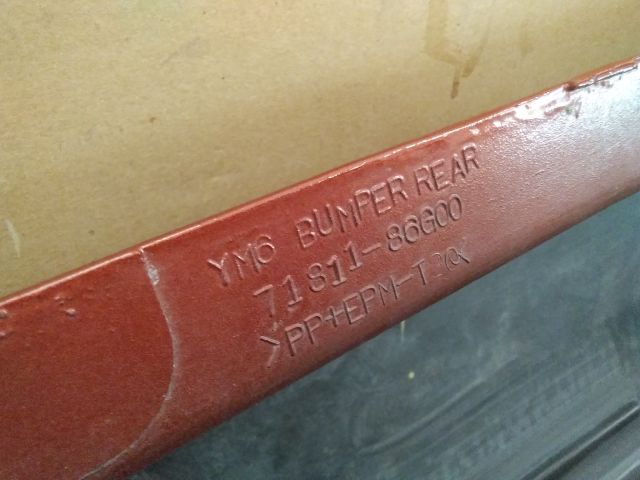 YM6 BUMPER REAR
71811-86G00
>PP+EPM-T20<